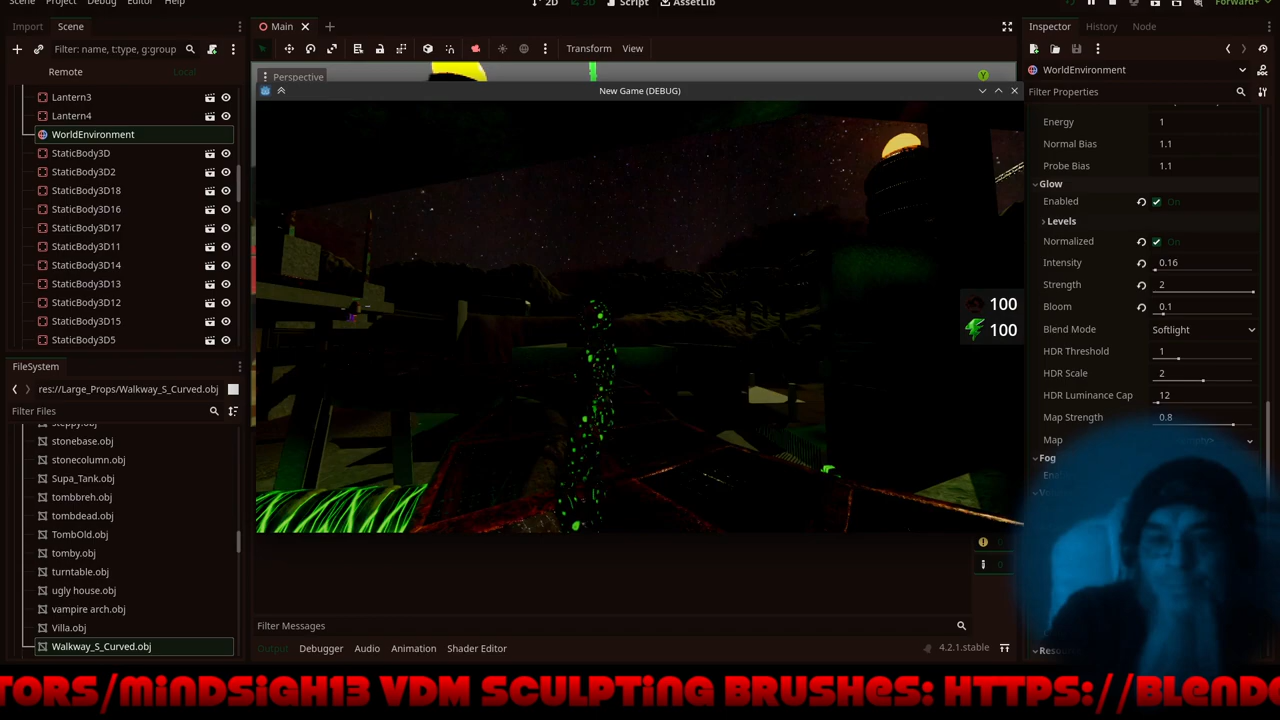 Scene Project Debug Editor Help
2D 3D Script AssetLib
Forward+
Import Scene
Main
Inspector History Node
Filter: name, t:type, g:group
Transform View
Remote Local
Perspective
Y
WorldEnvironment
Filter Properties
New Game (DEBUG)
Lantern3
Lantern4
WorldEnvironment
StaticBody3D
StaticBody3D2
StaticBody3D18
StaticBody3D16
StaticBody3D17
StaticBody3D11
StaticBody3D14
StaticBody3D13
StaticBody3D12
StaticBody3D15
StaticBody3D5
100
100
Energy 1
Normal Bias 1.1
Probe Bias 1.1
Glow
Enabled On
Levels
Normalized On
Intensity 0.16
Strength 2
Bloom 0.1
Blend Mode Softlight
HDR Threshold 1
HDR Scale 2
HDR Luminance Cap 12
Map Strength 0.8
Map
Fog
FileSystem
res://Large_Props/Walkway_S_Curved.obj
Filter Files
stonebase.obj
stonecolumn.obj
Supa_Tank.obj
tombbreh.obj
tombdead.obj
TombOld.obj
tomby.obj
turntable.obj
ugly house.obj
vampire arch.obj
Villa.obj
Walkway_S_Curved.obj
0
0
Filter Messages
Output Debugger Audio Animation Shader Editor
4.2.1.stable
TORS/MiNDSiGH13 VDM SCULPTiNG BRUSHES: HTTPS://BLEND